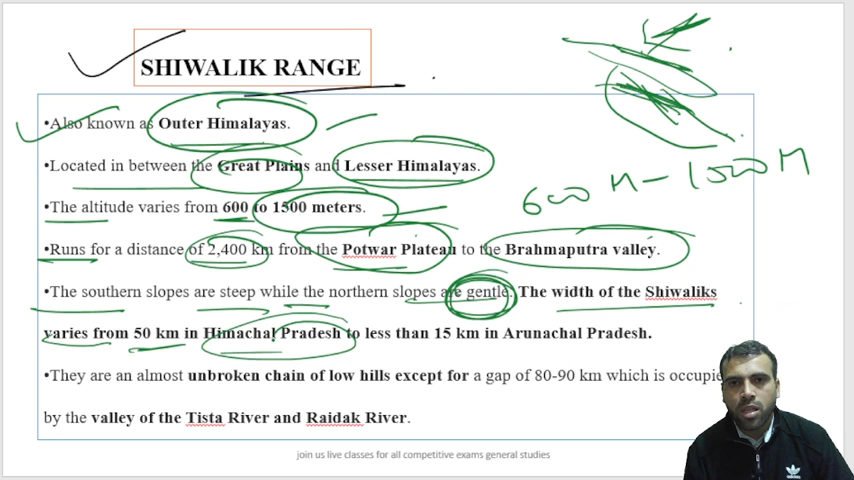 SHIWALIK RANGE
•Also known as Outer Himalayas.
•Located in between the Great Plains and Lesser Himalayas.
•The altitude varies from 600 to 1500 meters.
600 M - 1500 M
•Runs for a distance of 2,400 km from the Potwar Plateau to the Brahmaputra valley.
•The southern slopes are steep while the northern slopes are gentle. The width of the Shiwaliks
varies from 50 km in Himachal Pradesh to less than 15 km in Arunachal Pradesh.
•They are an almost unbroken chain of low hills except for a gap of 80-90 km which is occupie
by the valley of the Tista River and Raidak River.
join us live classes for all competitive exams general studies
adidas